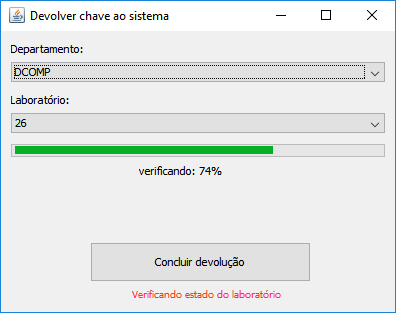 Devolver chave ao sistema
Departamento:
DCOMP
Laboratório:
26
verificando: 74%
Concluir devolução
Verificando estado do laboratório